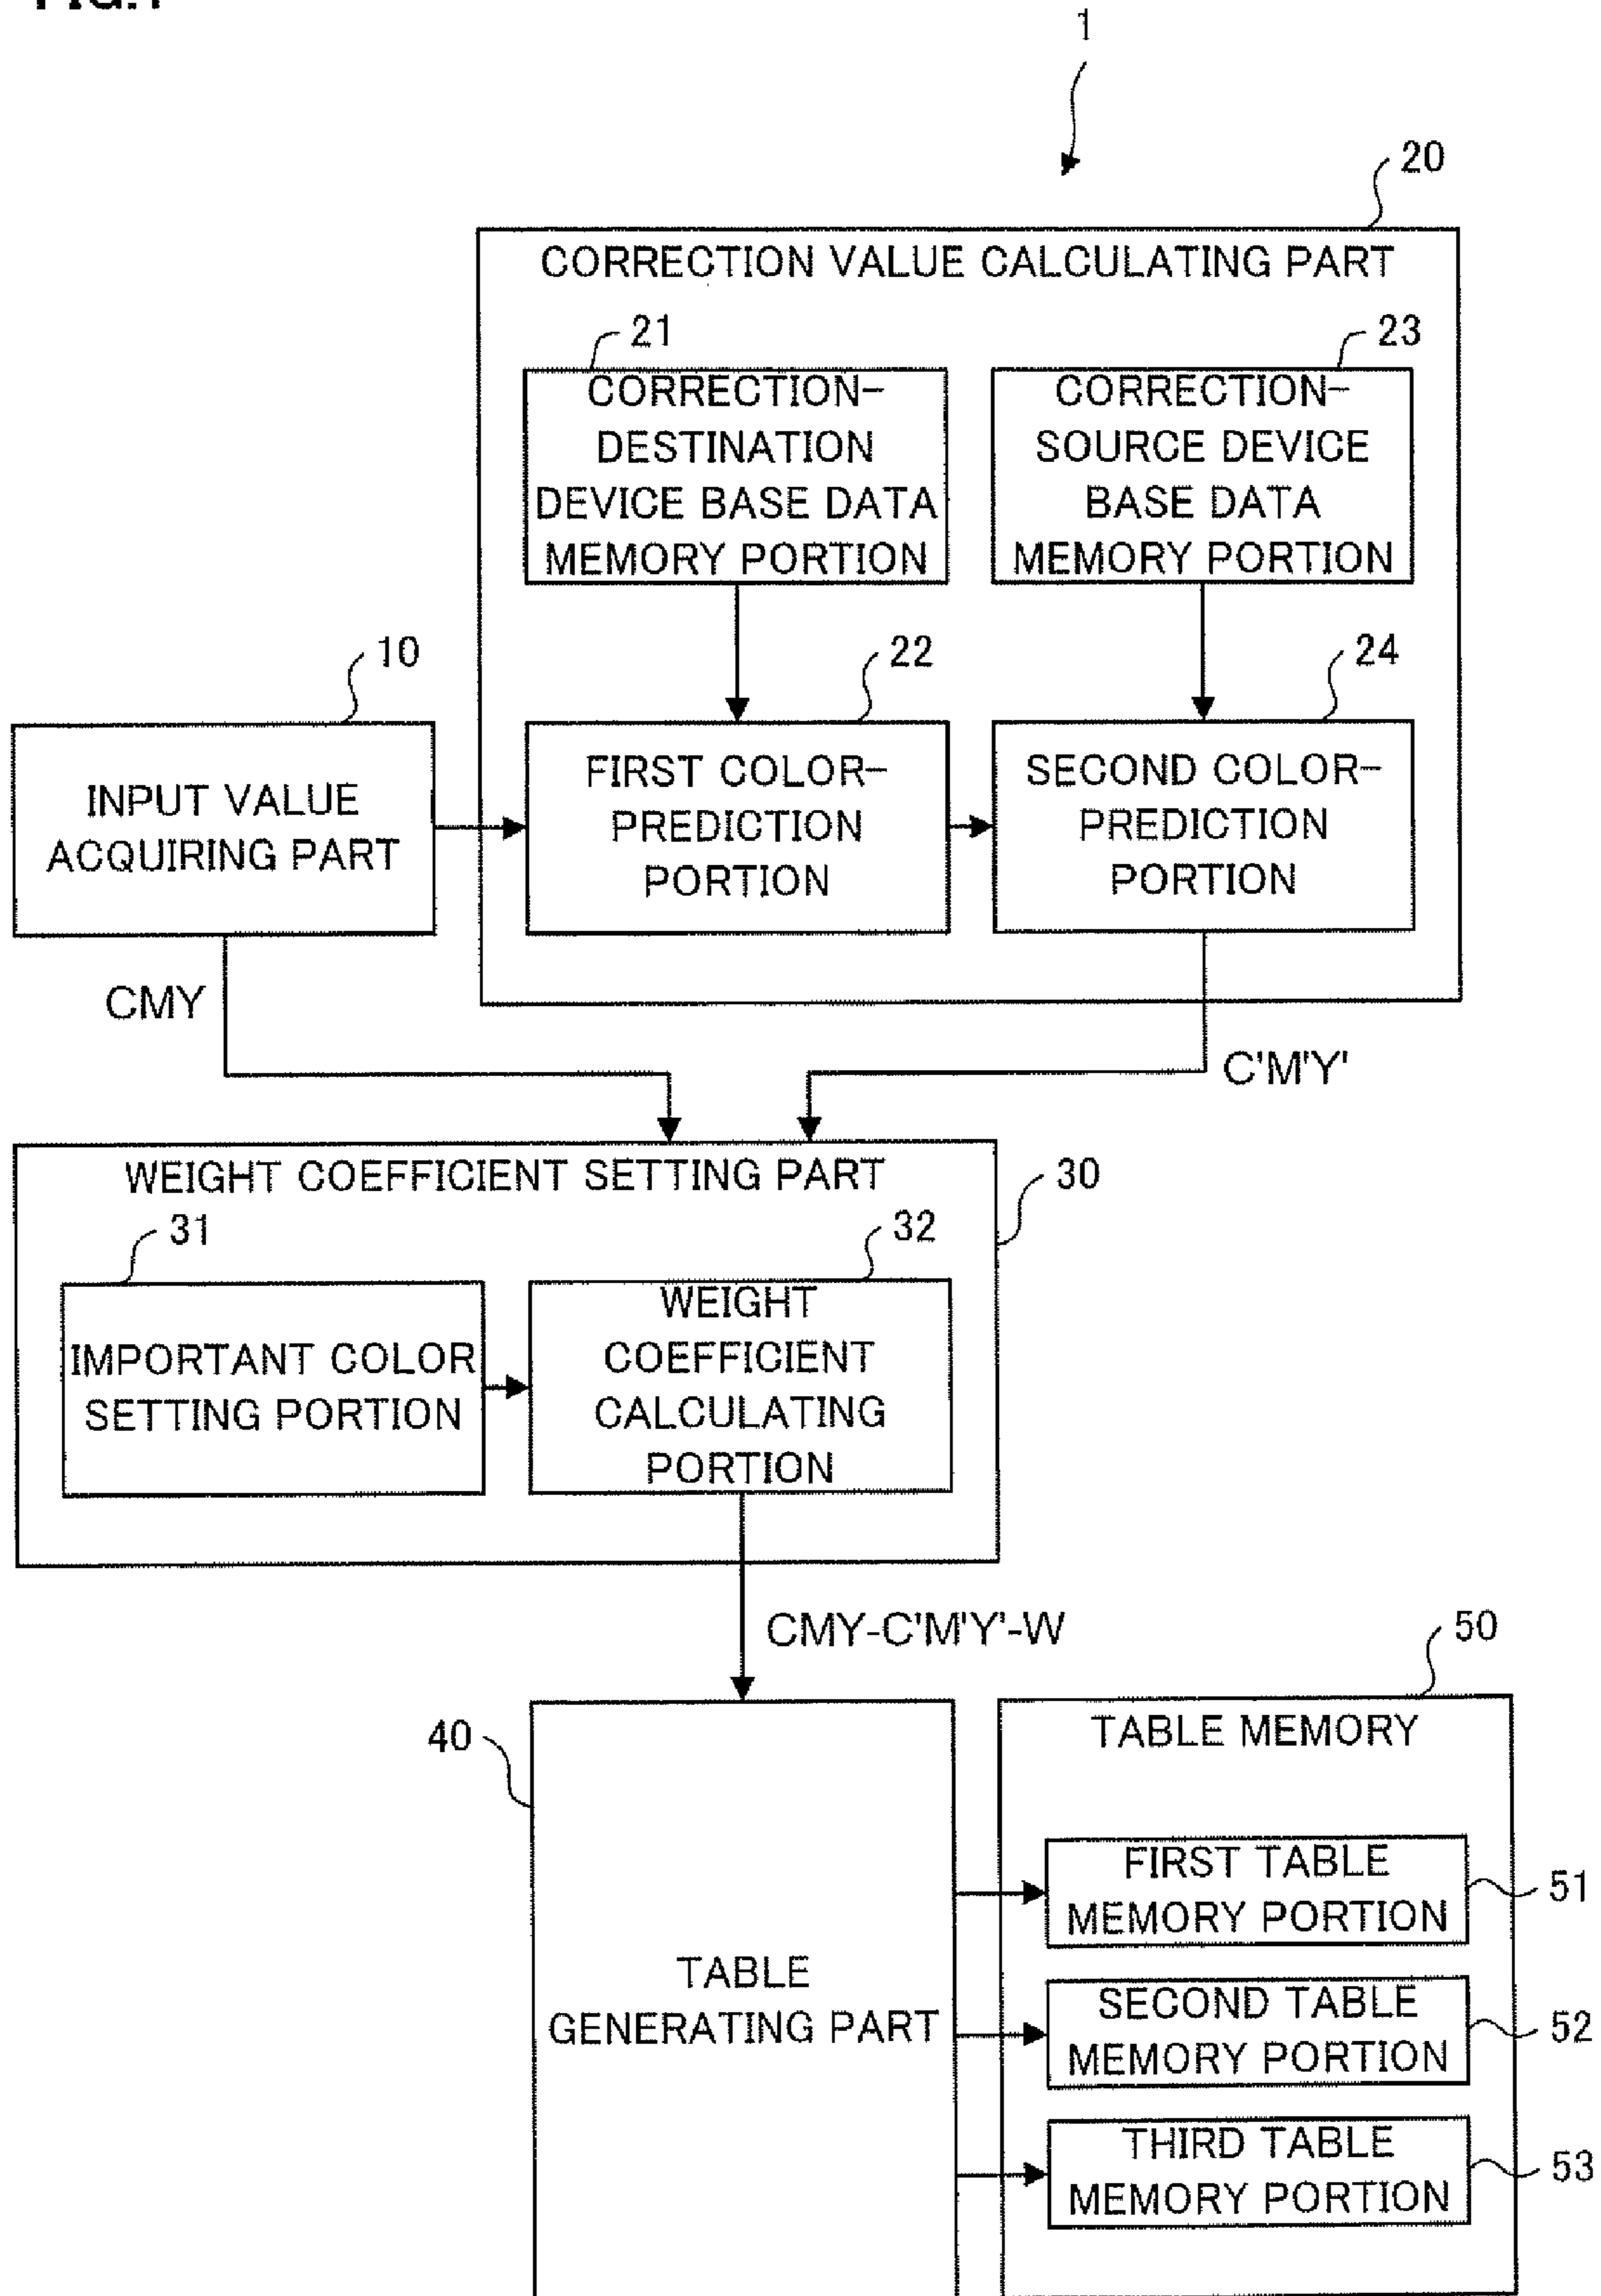 1
20
CORRECTION VALUE CALCULATING PART
21
23
CORRECTION-
DESTINATION
DEVICE BASE DATA
MEMORY PORTION
CORRECTION-
SOURCE DEVICE
BASE DATA
MEMORY PORTION
10
22
24
INPUT VALUE
ACQUIRING PART
FIRST COLOR-
PREDICTION
PORTION
SECOND COLOR-
PREDICTION
PORTION
CMY
C'M'Y'
WEIGHT COEFFICIENT SETTING PART
30
31
32
IMPORTANT COLOR
SETTING PORTION
WEIGHT
COEFFICIENT
CALCULATING
PORTION
CMY-C'M'Y'-W
50
40
TABLE MEMORY
FIRST TABLE
MEMORY PORTION
51
TABLE
GENERATING PART
SECOND TABLE
MEMORY PORTION
52
THIRD TABLE
MEMORY PORTION
53